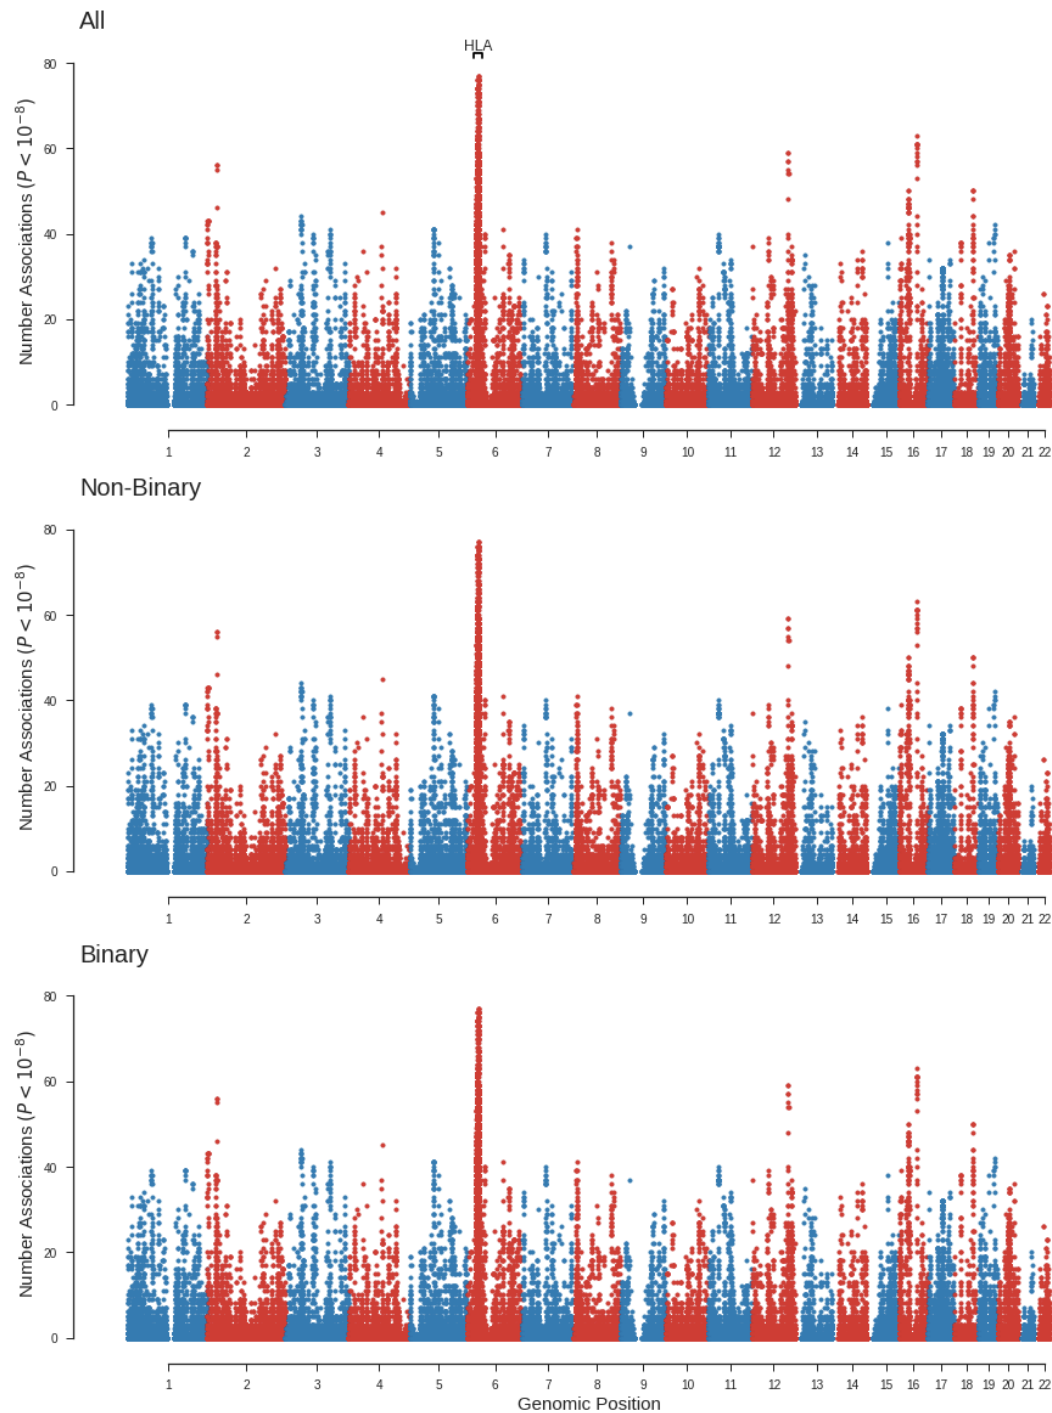 All
HLA
Number Associations (P < 10⁻⁸)
80
60
40
20
0
1 2 3 4 5 6 7 8 9 10 11 12 13 14 15 16 17 18 19 20 21 22
Non-Binary
Number Associations (P < 10⁻⁸)
80
60
40
20
0
1 2 3 4 5 6 7 8 9 10 11 12 13 14 15 16 17 18 19 20 21 22
Binary
Number Associations (P < 10⁻⁸)
80
60
40
20
0
1 2 3 4 5 6 7 8 9 10 11 12 13 14 15 16 17 18 19 20 21 22
Genomic Position